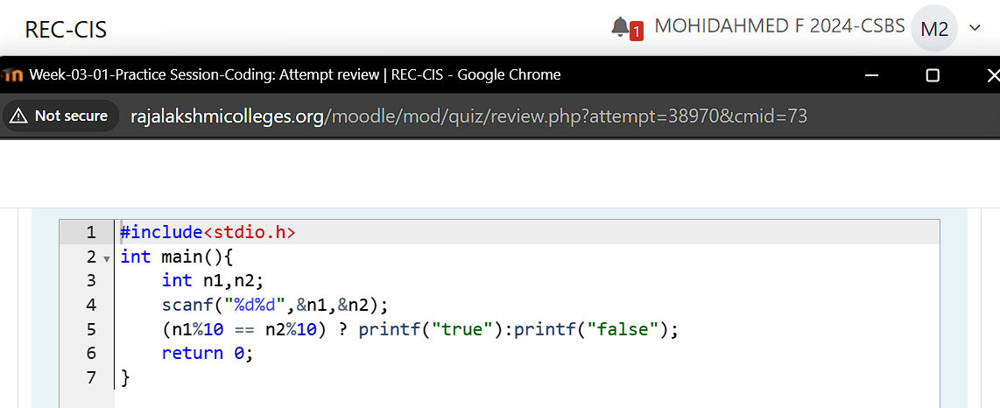 REC-CIS
1 MOHIDAHMED F 2024-CSBS M2
Week-03-01-Practice Session-Coding: Attempt review | REC-CIS - Google Chrome
Not secure rajalakshmicolleges.org/moodle/mod/quiz/review.php?attempt=38970&cmid=73
1 #include<stdio.h>
2 int main(){
3     int n1,n2;
4     scanf("%d%d",&n1,&n2);
5     (n1%10 == n2%10) ? printf("true"):printf("false");
6     return 0;
7 }